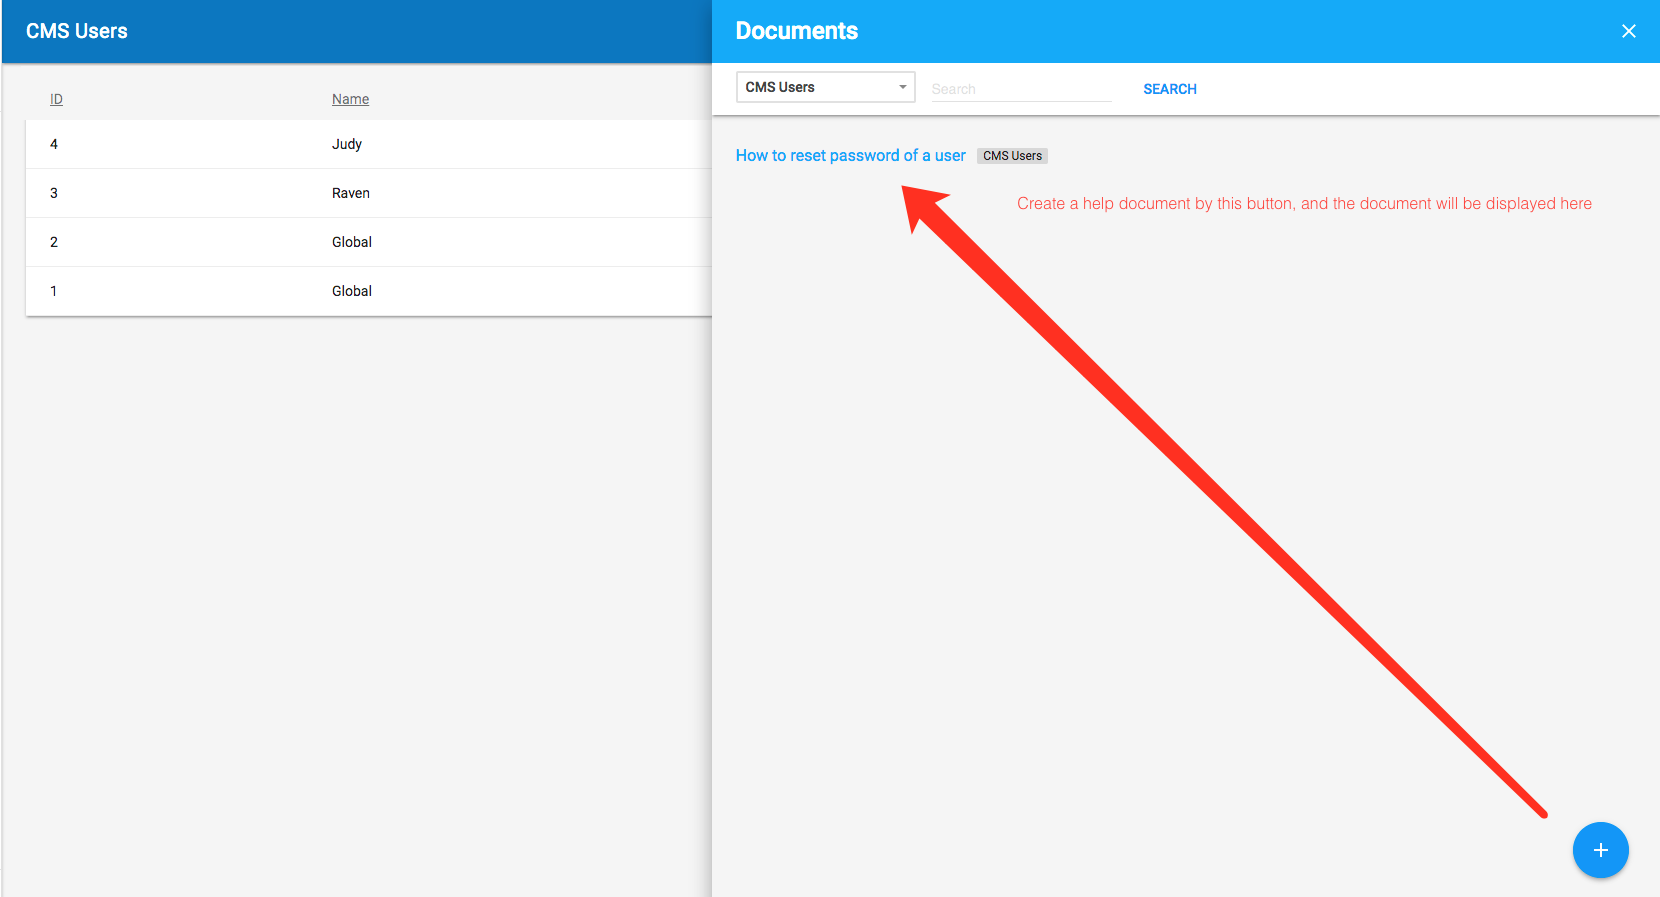 CMS Users
ID Name
4 Judy
3 Raven
2 Global
1 Global
Documents
CMS Users Search SEARCH
How to reset password of a user CMS Users
Create a help document by this button, and the document will be displayed here